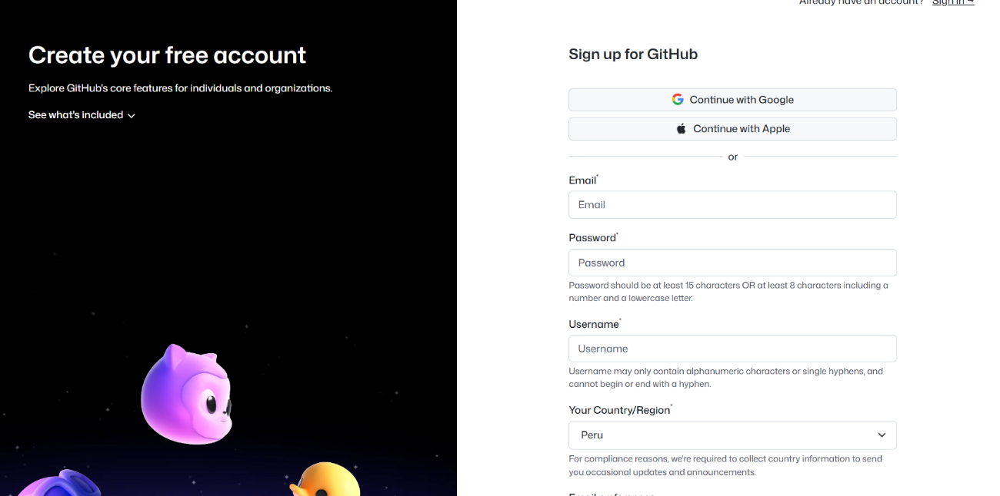 Already have an account? Sign in →
Create your free account
Explore GitHub's core features for individuals and organizations.
See what's included
Sign up for GitHub
Continue with Google
Continue with Apple
or
Email*
Email
Password*
Password
Password should be at least 15 characters OR at least 8 characters including a
number and a lowercase letter.
Username*
Username
Username may only contain alphanumeric characters or single hyphens, and
cannot begin or end with a hyphen.
Your Country/Region*
Peru
For compliance reasons, we're required to collect country information to send
you occasional updates and announcements.
Email preferences